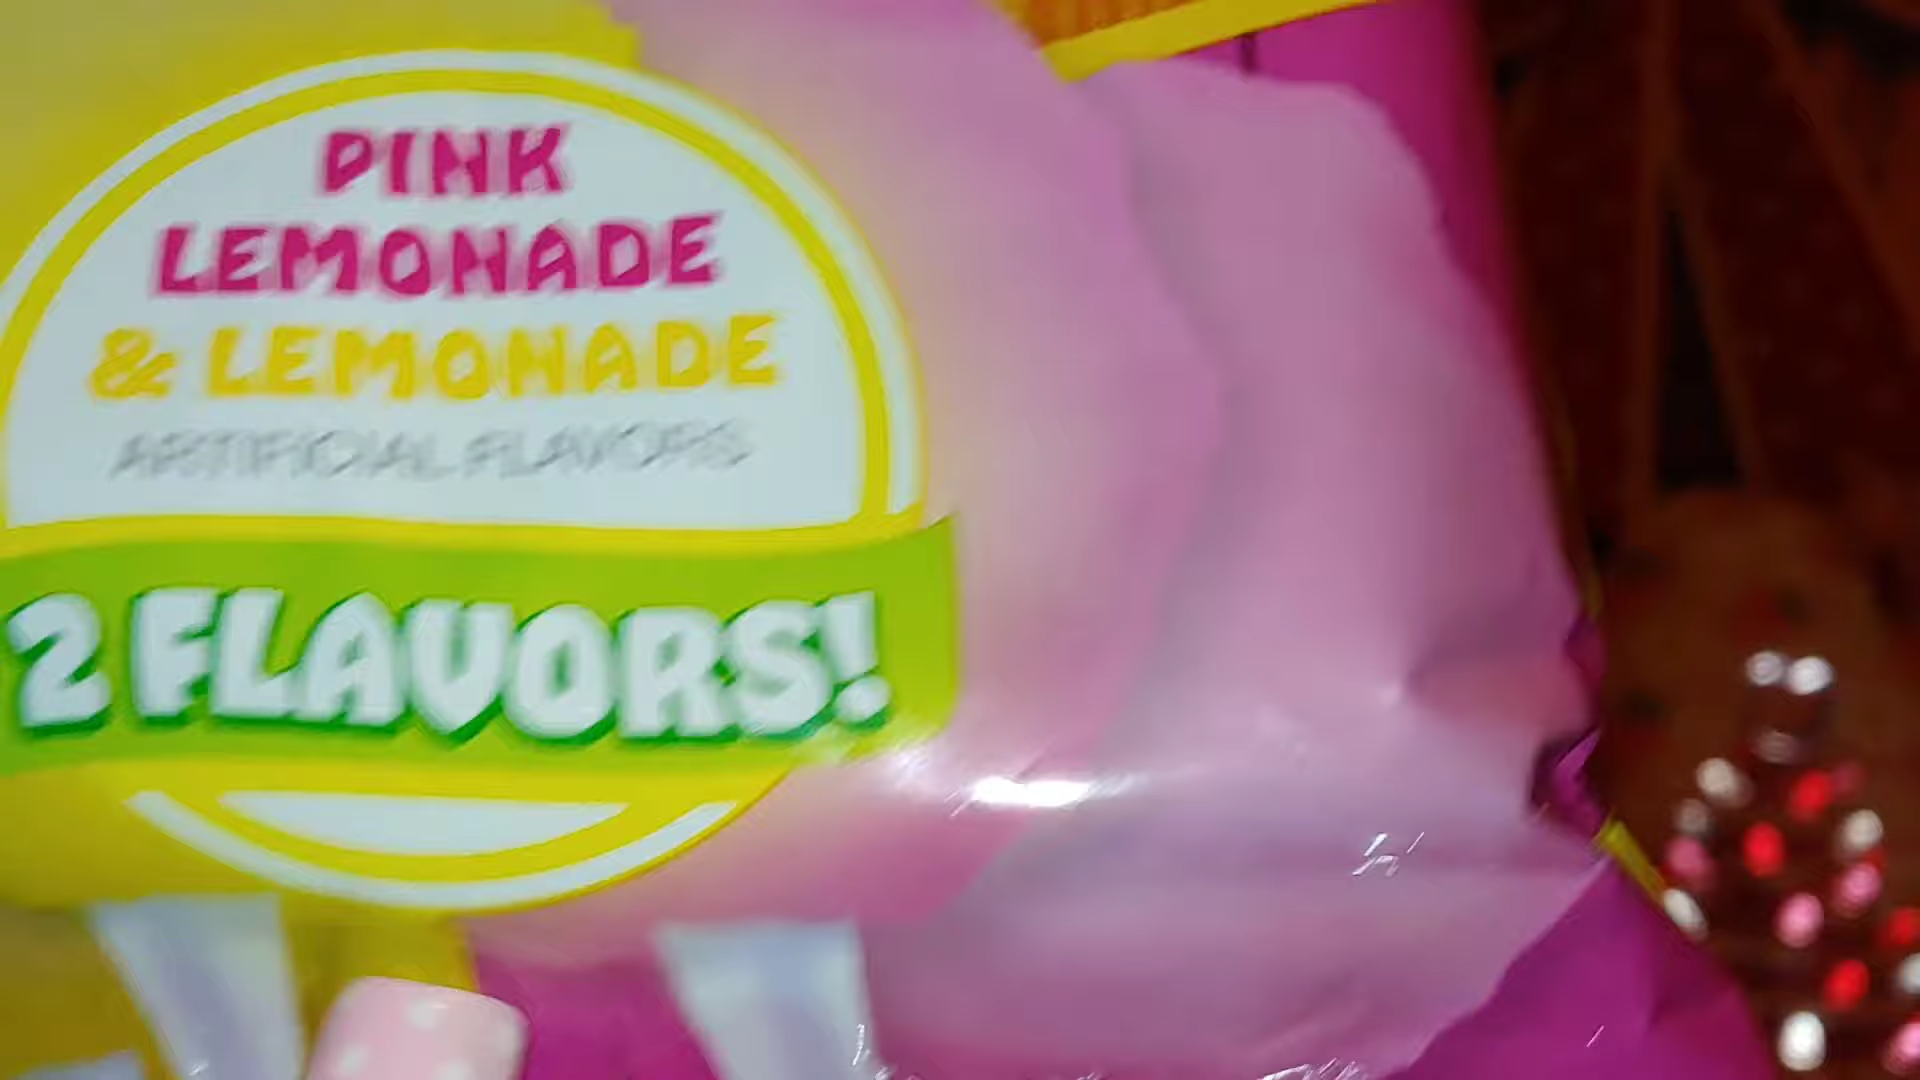 PINK
LEMONADE
& LEMONADE
ARTIFICIAL FLAVORS
2 FLAVORS!